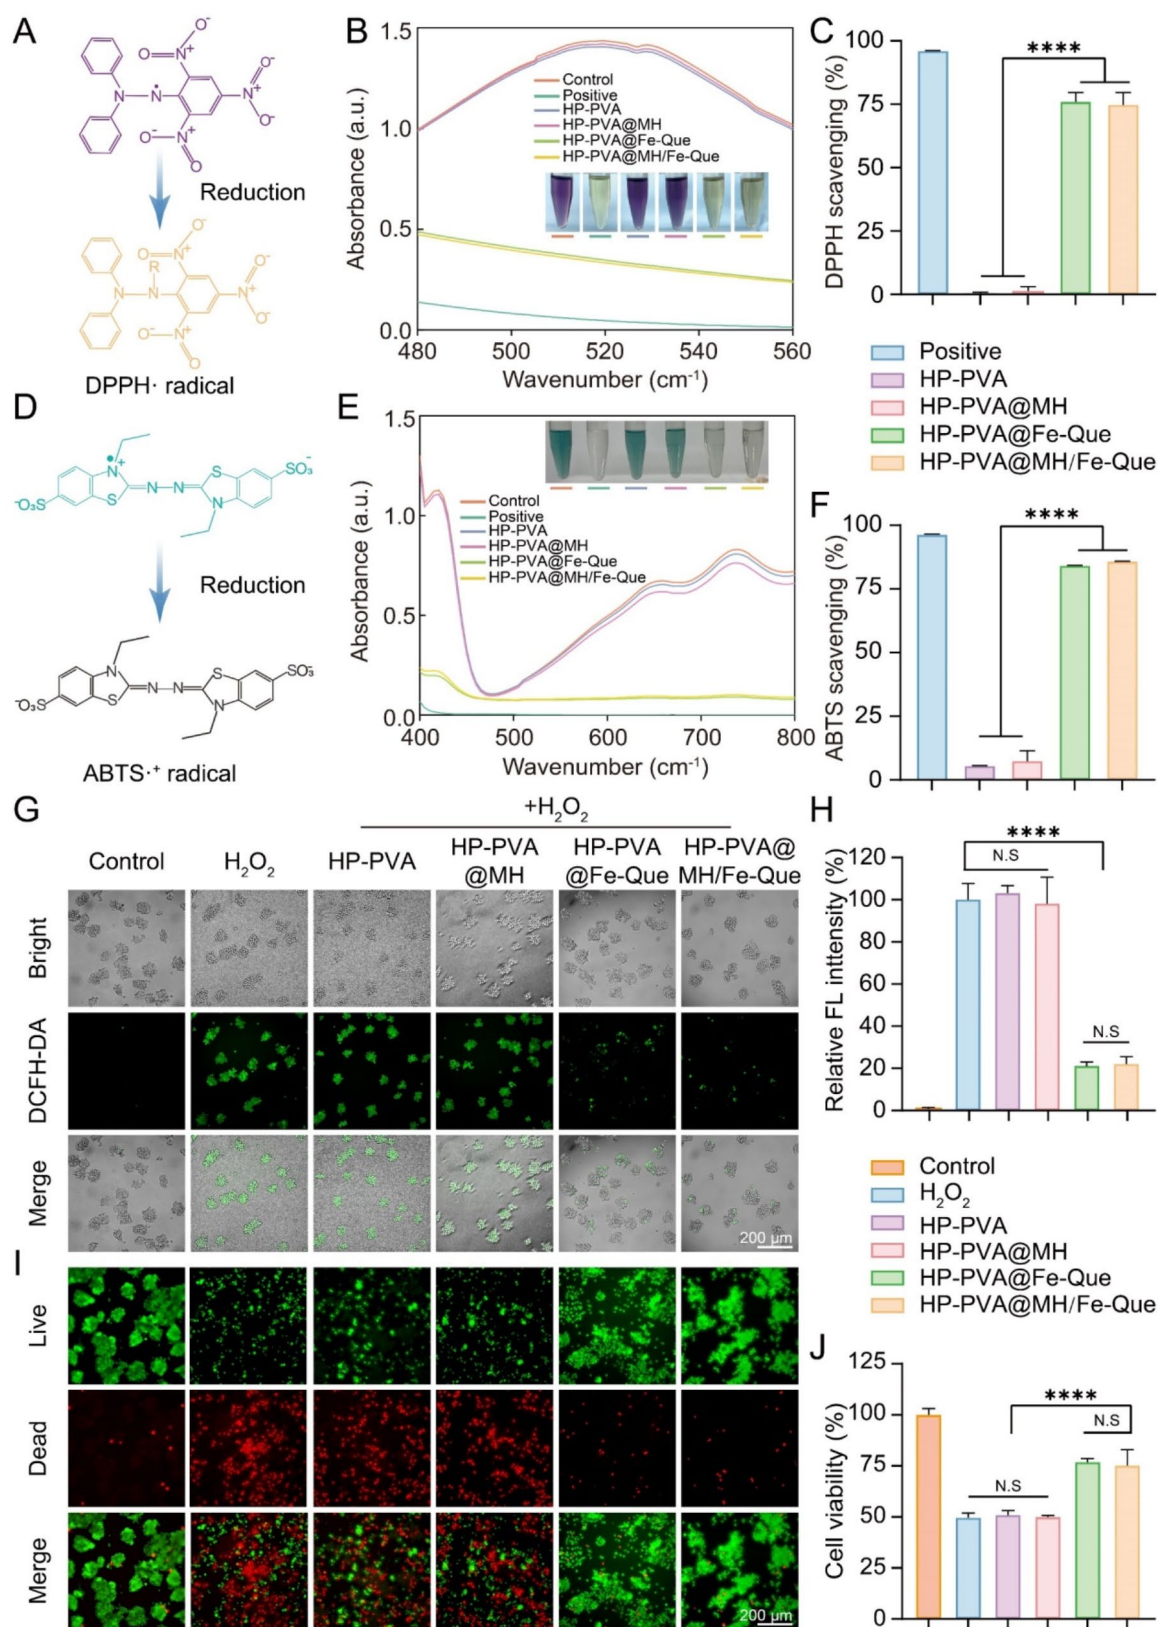 A
O⁻
O
N⁺
O⁻
N
N
N⁺
O
O⁻
O⁻
N⁺
O
Reduction
O⁻
O
N⁺
R
O⁻
N
N
N⁺
O
O⁻
O⁻
N⁺
O
DPPH· radical
B
Absorbance (a.u.)
1.5
1.0
0.5
0.0
Control
Positive
HP-PVA
HP-PVA@MH
HP-PVA@Fe-Que
HP-PVA@MH/Fe-Que
480
500
520
540
560
Wavenumber (cm⁻¹)
C
DPPH scavenging (%)
100
75
50
25
0
****
Positive
HP-PVA
HP-PVA@MH
HP-PVA@Fe-Que
HP-PVA@MH/Fe-Que
D
⁻O₃S
N
S
N
N
S
N
SO₃⁻
Reduction
⁻O₃S
N
S
N
N
S
N
SO₃⁻
ABTS·⁺ radical
E
Absorbance (a.u.)
1.5
1.0
0.5
0.0
Control
Positive
HP-PVA
HP-PVA@MH
HP-PVA@Fe-Que
HP-PVA@MH/Fe-Que
400
500
600
700
800
Wavenumber (cm⁻¹)
F
ABTS scavenging (%)
100
75
50
25
0
****
G
+H₂O₂
Control
H₂O₂
HP-PVA
HP-PVA
@MH
HP-PVA
@Fe-Que
HP-PVA@
MH/Fe-Que
Bright
DCFH-DA
Merge
200 µm
H
Relative FL inttensity (%)
120
100
80
60
40
20
0
****
N.S
N.S
Control
H₂O₂
HP-PVA
HP-PVA@MH
HP-PVA@Fe-Que
HP-PVA@MH/Fe-Que
I
Live
Dead
Merge
200 µm
J
Cell viability (%)
125
100
75
50
25
0
****
N.S
N.S